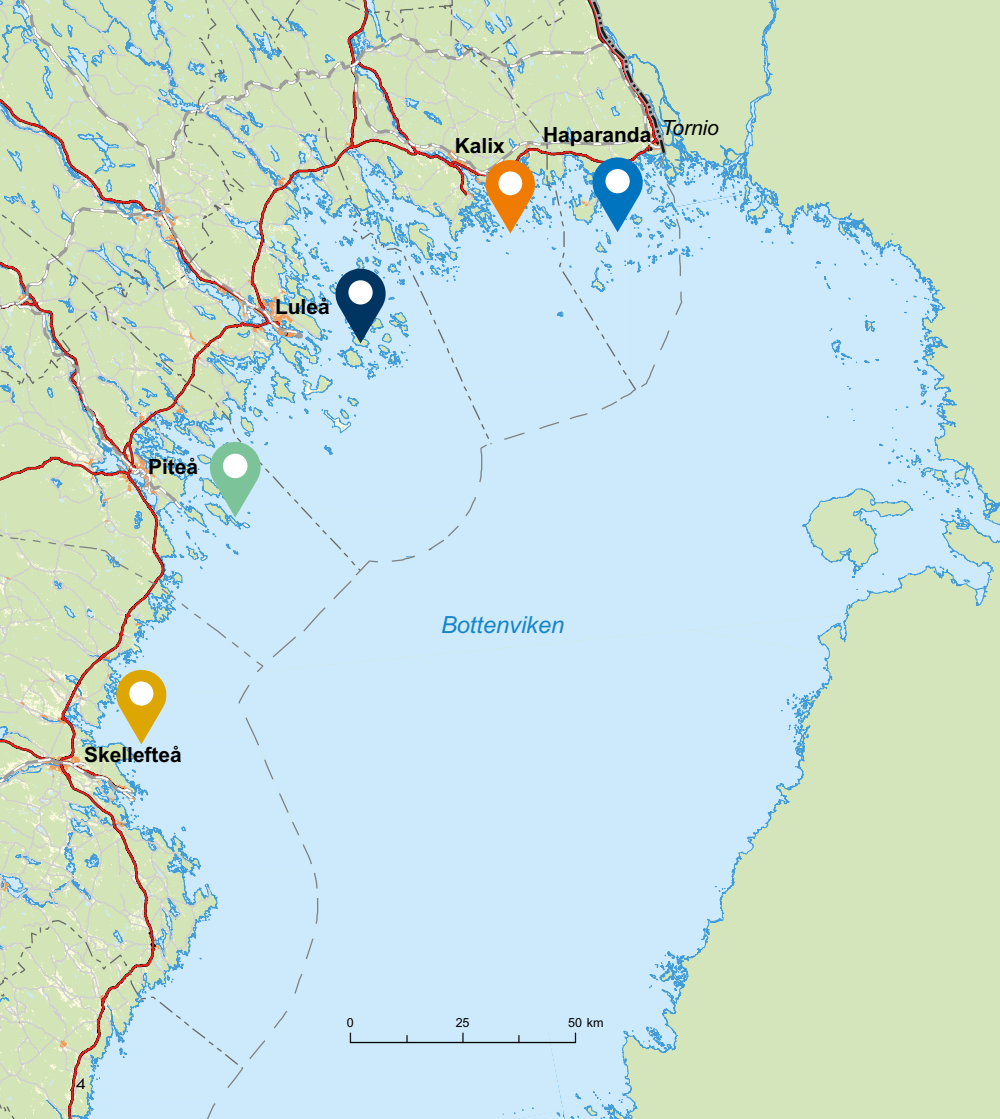 Haparanda
Tornio
Kalix
Luleå
Piteå
Bottenviken
Skellefteå
0
25
50 km
4